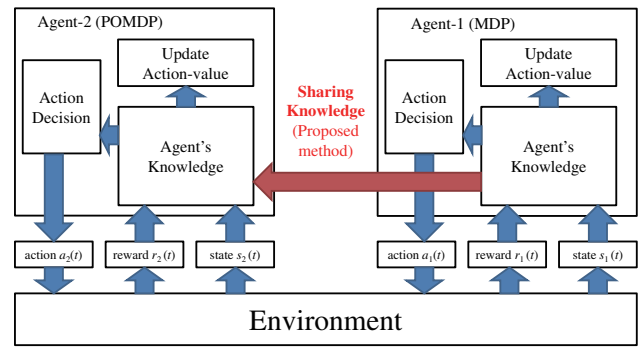 Agent-2 (POMDP)
Update
Action-value
Action
Decision
Agent's
Knowledge
action a₂(t)
reward r₂(t)
state s₂(t)
Sharing
Knowledge
(Proposed
method)
Agent-1 (MDP)
Update
Action-value
Action
Decision
Agent's
Knowledge
action a₁(t)
reward r₁(t)
state s₁(t)
Environment